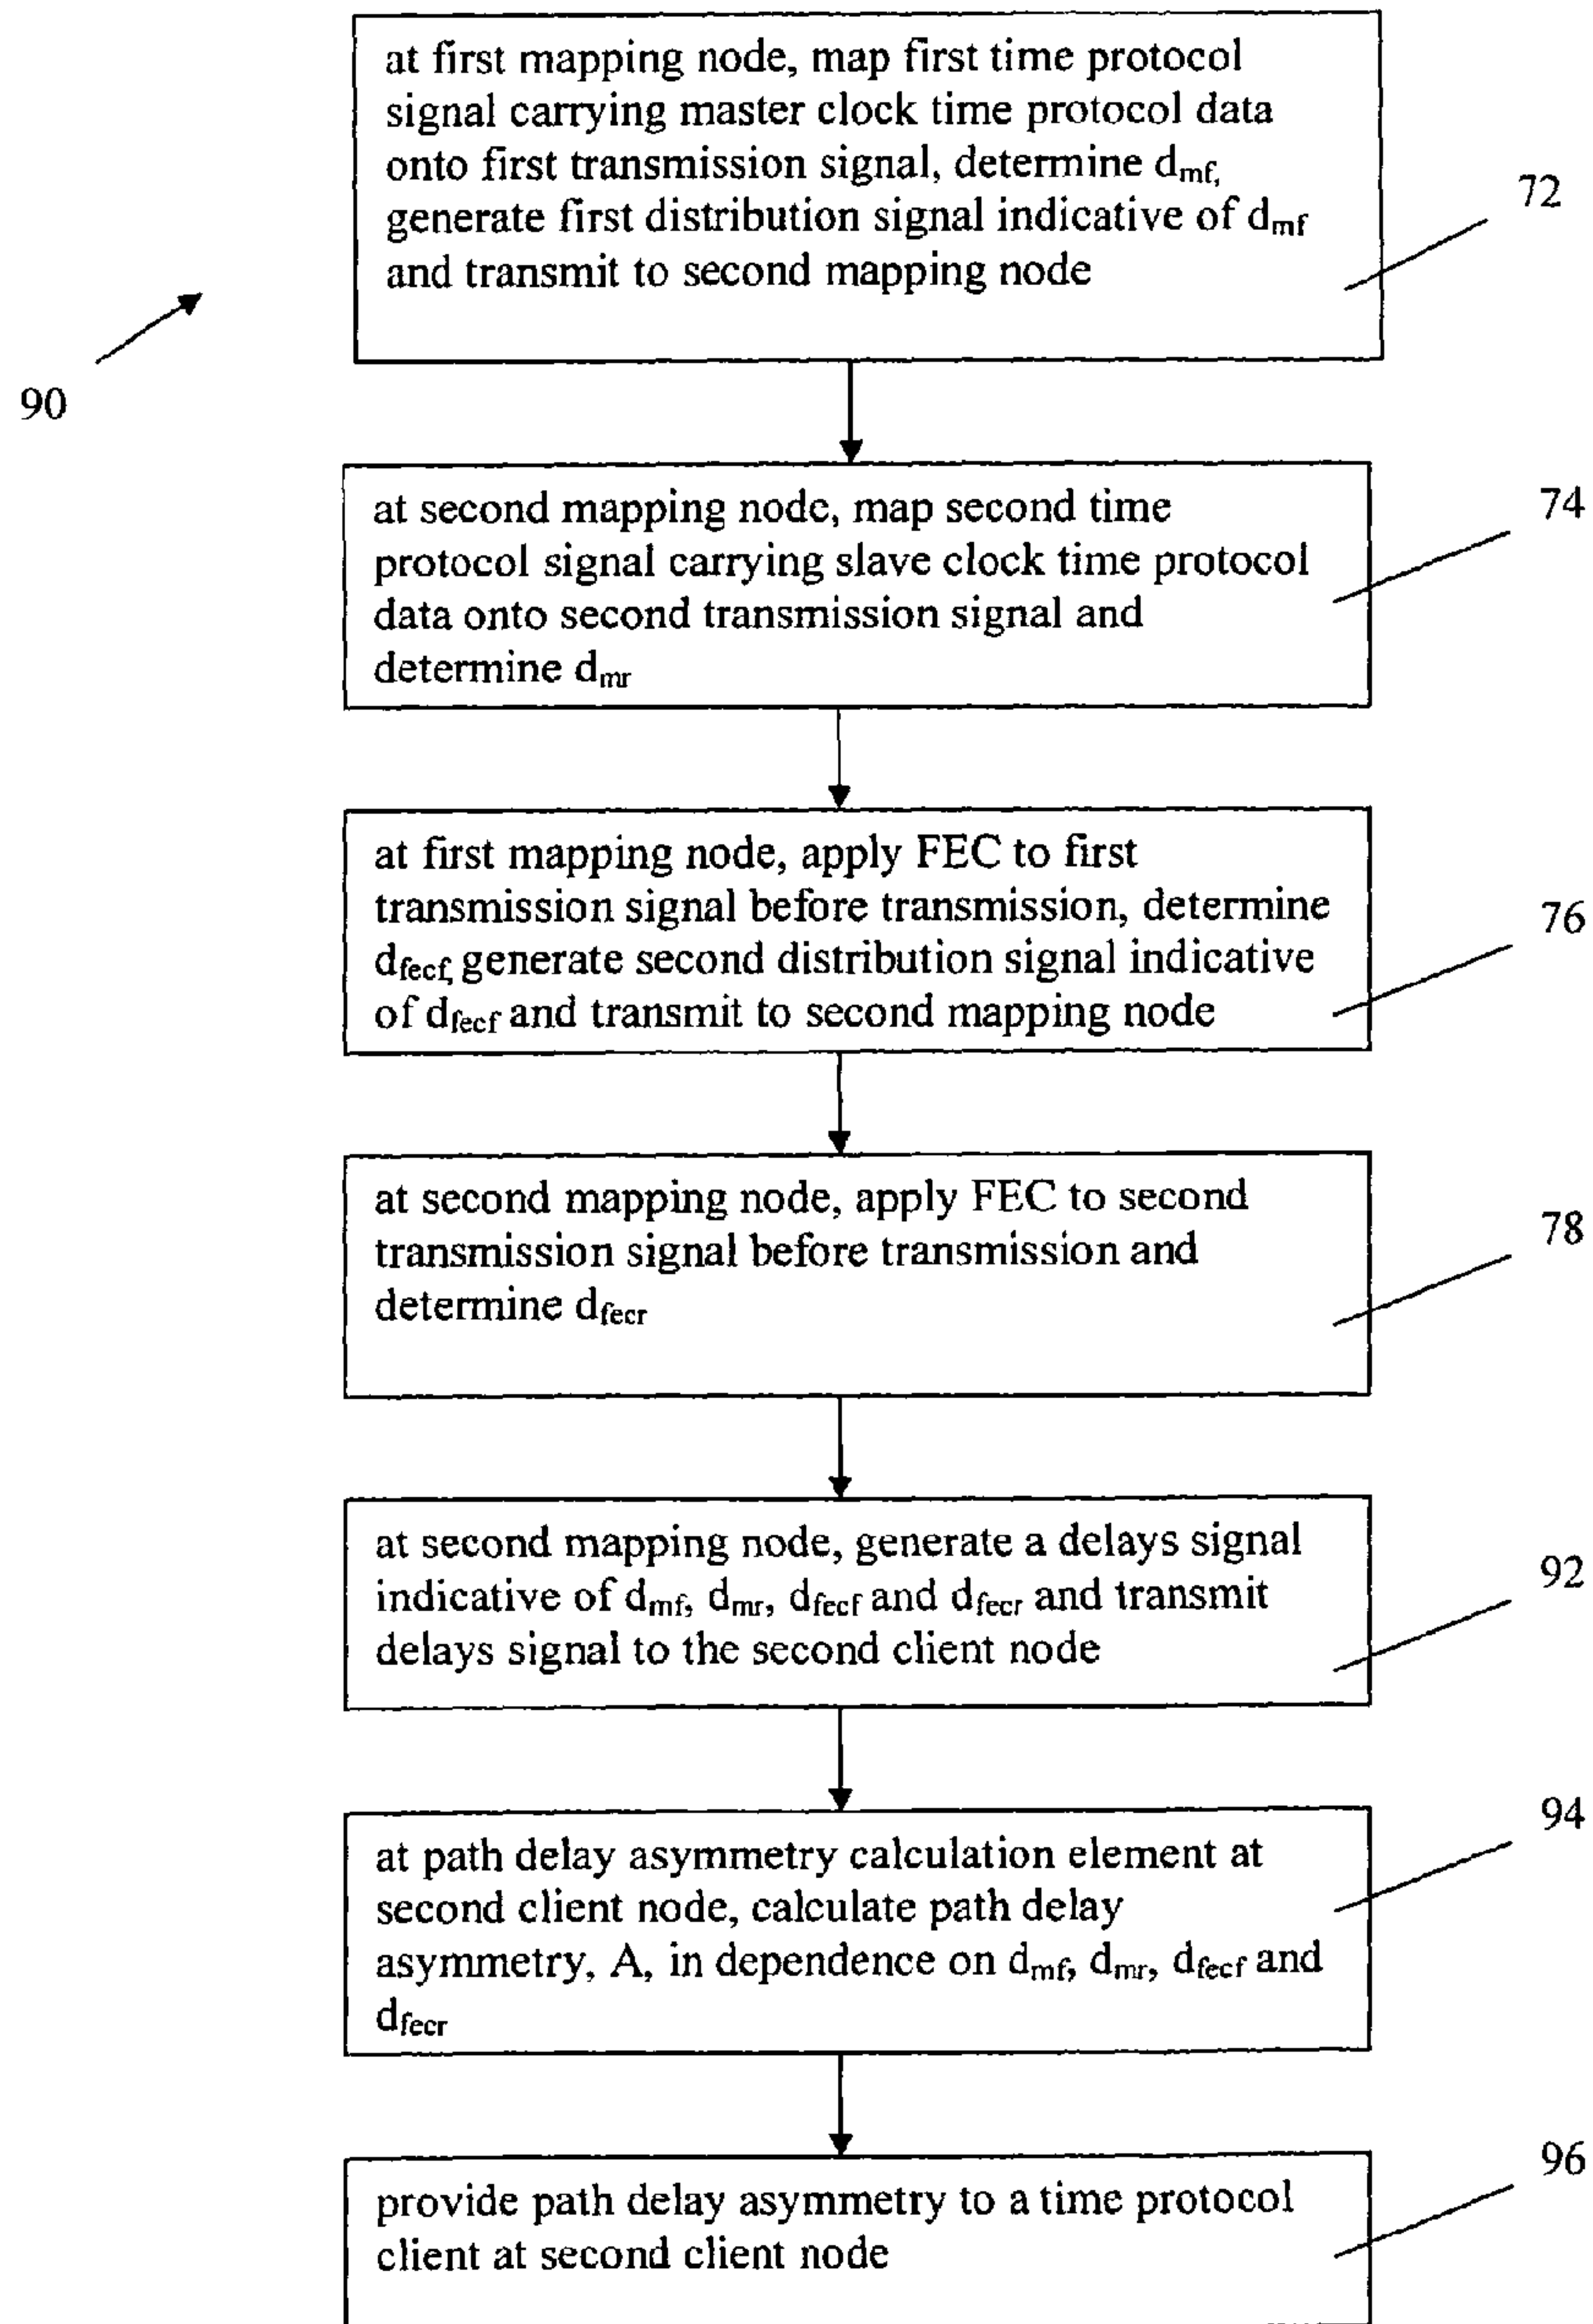 at first mapping node, map first time protocol
signal carrying master clock time protocol data
onto first transmission signal, determine dmf,
generate first distribution signal indicative of dmf
and transmit to second mapping node
72
90
at second mapping node, map second time
protocol signal carrying slave clock time protocol
data onto second transmission signal and
determine dmr
74
at first mapping node, apply FEC to first
transmission signal before transmission, determine
dfecf, generate second distribution signal indicative
of dfecf and transmit to second mapping node
76
at second mapping node, apply FEC to second
transmission signal before transmission and
determine dfecr
78
at second mapping node, generate a delays signal
indicative of dmf, dmr, dfecf and dfecr and transmit
delays signal to the second client node
92
at path delay asymmetry calculation element at
second client node, calculate path delay
asymmetry, A, in dependence on dmf, dmr, dfecf and
dfecr
94
provide path delay asymmetry to a time protocol
client at second client node
96